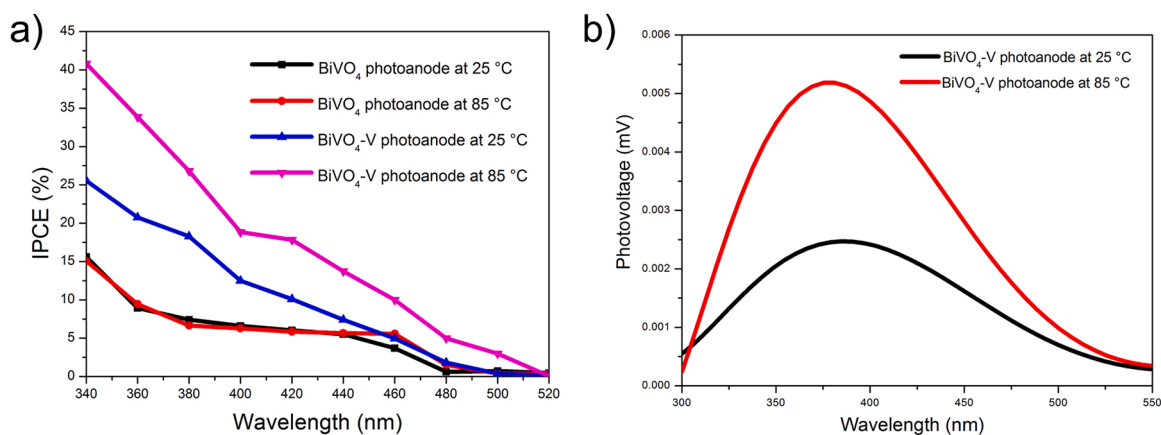 a)
45
40
35
30
25
20
15
10
5
0
IPCE (%)
BiVO₄ photoanode at 25 °C
BiVO₄ photoanode at 85 °C
BiVO₄-V photoanode at 25 °C
BiVO₄-V photoanode at 85 °C
340 360 380 400 420 440 460 480 500 520
Wavelength (nm)
b)
0.006
0.005
0.004
0.003
0.002
0.001
0.000
Photovoltage (mV)
BiVO₄-V photoanode at 25 °C
BiVO₄-V photoanode at 85 °C
300 350 400 450 500 550
Wavelength (nm)